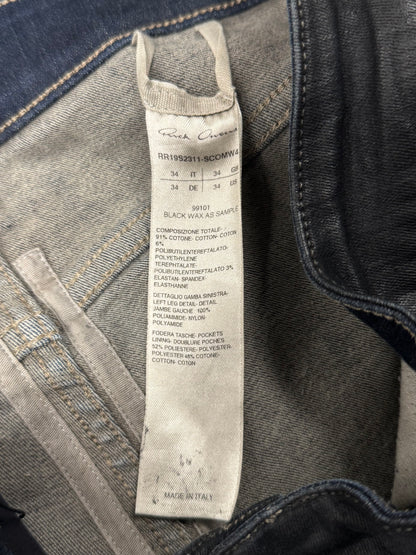 Rick Owens
RR19S2311-SCOMW4
34 IT 34 GB
34 DE 34 US
99101
BLACK WAX AS SAMPLE
COMPOSIZIONE TOTALE-
91% COTONE- COTTON- COTON
6%
POLIBUTILENTEREFTALATO-
POLYETHYLENE
TEREPHTALATE-
POLIBUTILENTEREFTALATO 3%
ELASTAN- SPANDEX-
ELASTHANNE
DETTAGLIO GAMBA SINISTRA-
LEFT LEG DETAIL- DETAIL
JAMBE GAUCHE 100%
POLIAMMIDE- NYLON-
POLYAMIDE
FODERA TASCHE- POCKETS
LINING- DOUBLURE POCHES
52% POLIESTERE- POLYESTER-
POLYESTER 48% COTONE-
COTTON- COTON
MADE IN ITALY